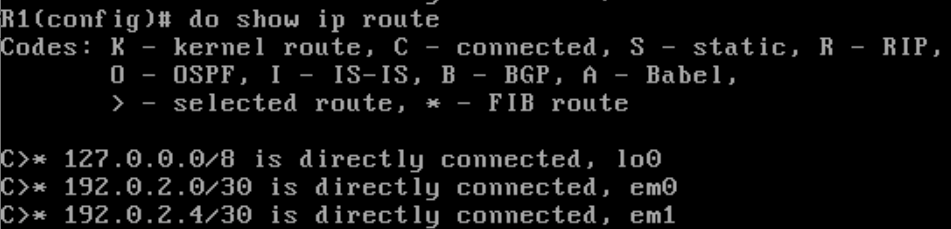 R1(config)# do show ip route
Codes: K - kernel route, C - connected, S - static, R - RIP,
O - OSPF, I - IS-IS, B - BGP, A - Babel,
> - selected route, * - FIB route
C>* 127.0.0.0/8 is directly connected, lo0
C>* 192.0.2.0/30 is directly connected, em0
C>* 192.0.2.4/30 is directly connected, em1